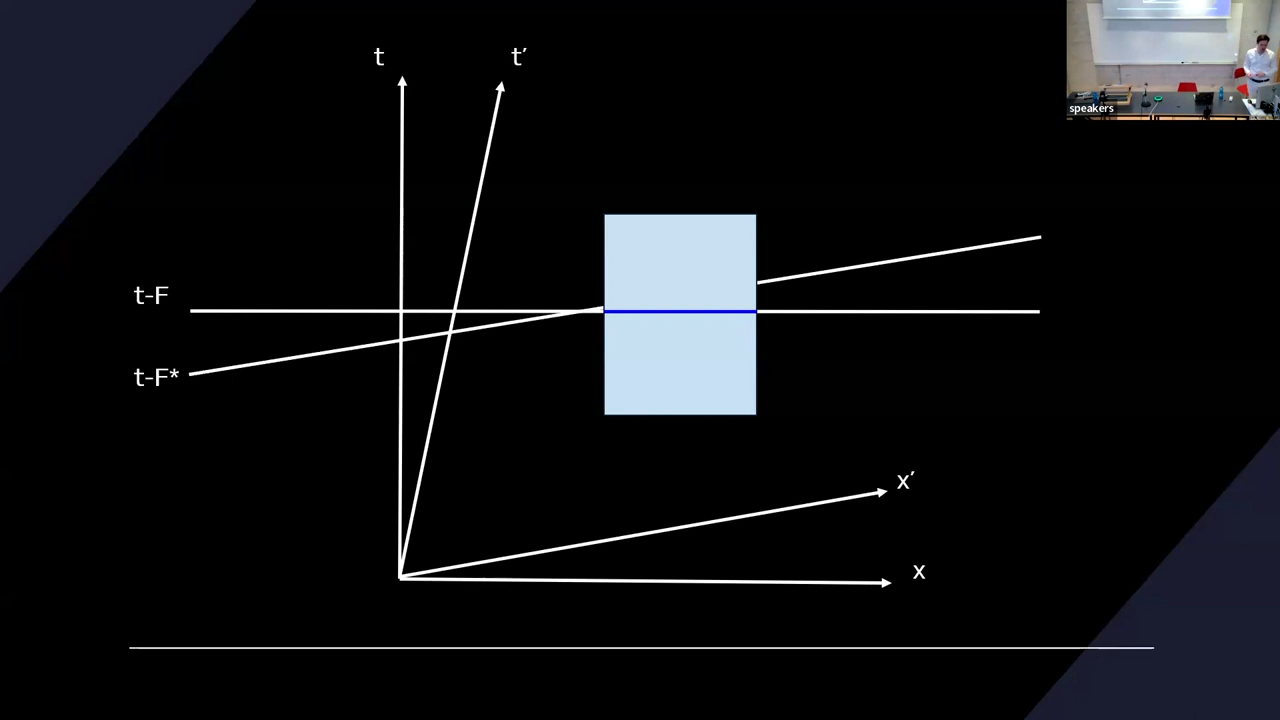 t
t′
speakers
t-F
t-F*
x′
x